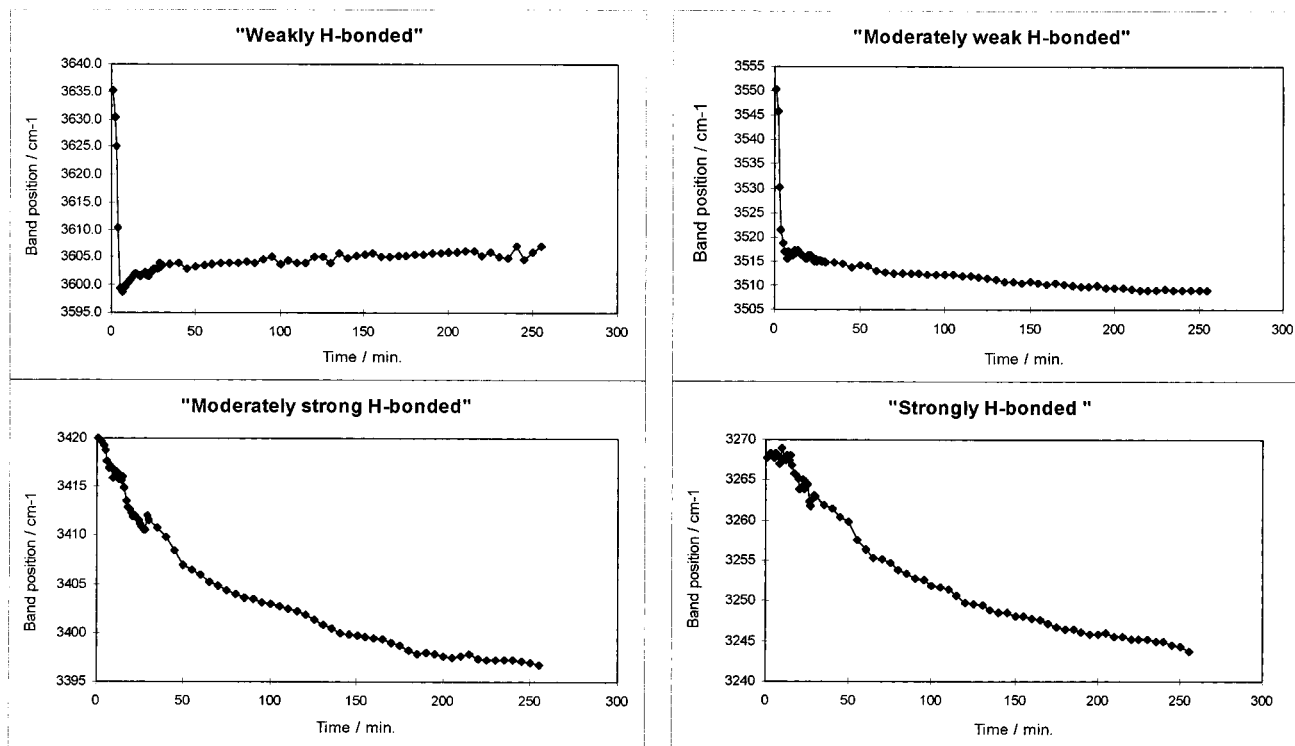 "Weakly H-bonded"
Band position / cm-1
3640.0
3635.0
3630.0
3625.0
3620.0
3615.0
3610.0
3605.0
3600.0
3595.0
0 50 100 150 200 250 300
Time / min.
"Moderately weak H-bonded"
Band position / cm-1
3555
3550
3545
3540
3535
3530
3525
3520
3515
3510
3505
0 50 100 150 200 250 300
Time / min.
"Moderately strong H-bonded"
Band position / cm-1
3420
3415
3410
3405
3400
3395
0 50 100 150 200 250 300
Time / min.
"Strongly H-bonded "
Band position / cm-1
3270
3265
3260
3255
3250
3245
3240
0 50 100 150 200 250 300
Time / min.